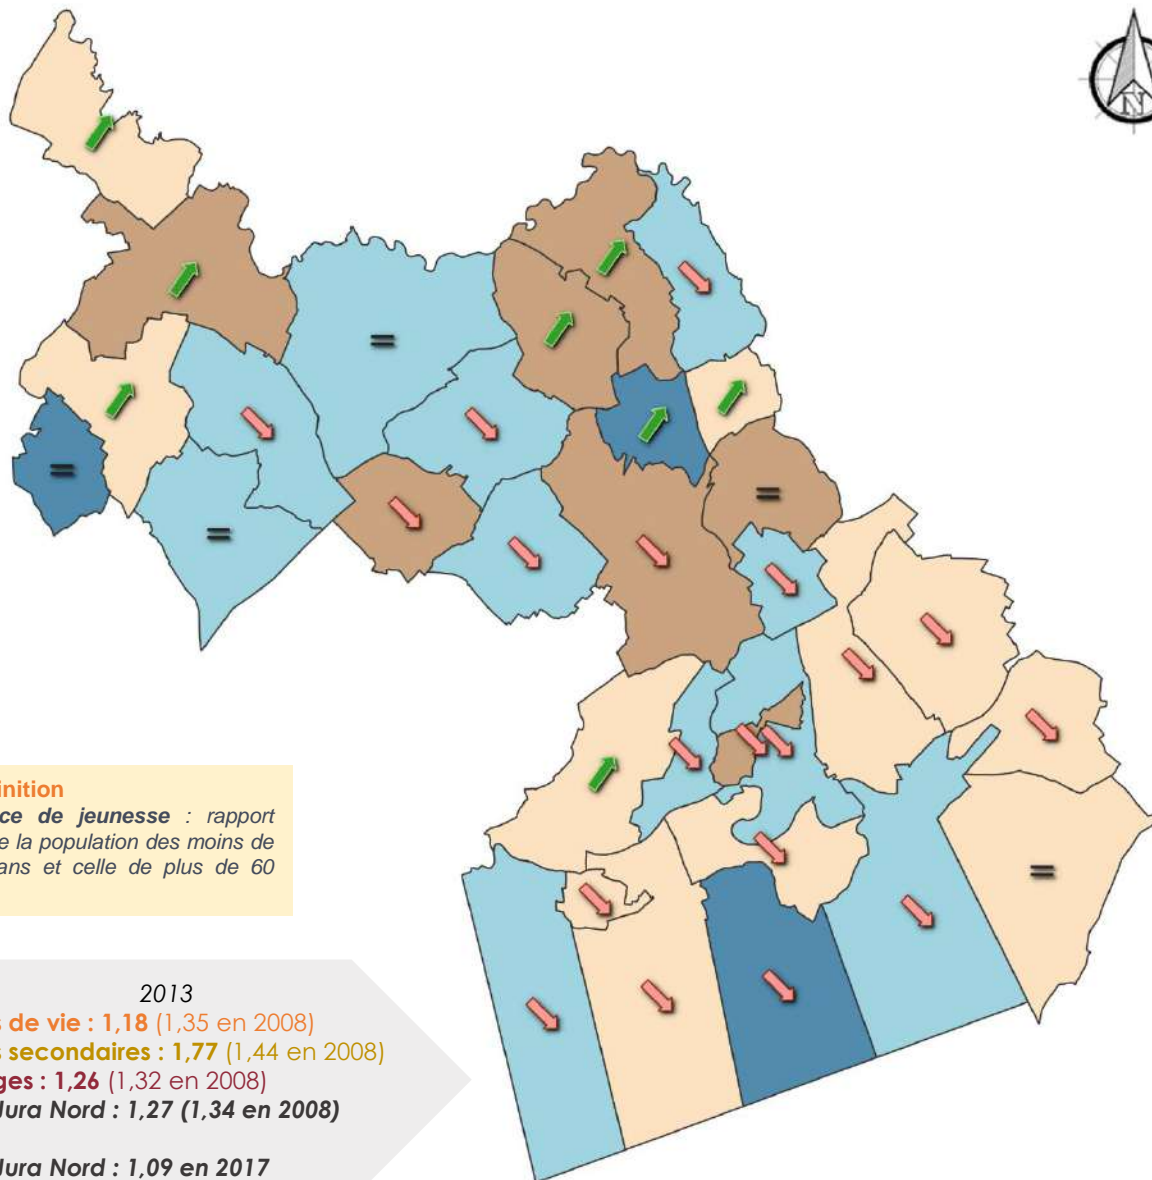 N
inition
ce de jeunesse : rapport
e la population des moins de
ans et celle de plus de 60
2013
s de vie : 1,18 (1,35 en 2008)
s secondaires : 1,77 (1,44 en 2008)
ges : 1,26 (1,32 en 2008)
Jura Nord : 1,27 (1,34 en 2008)
Jura Nord : 1,09 en 2017